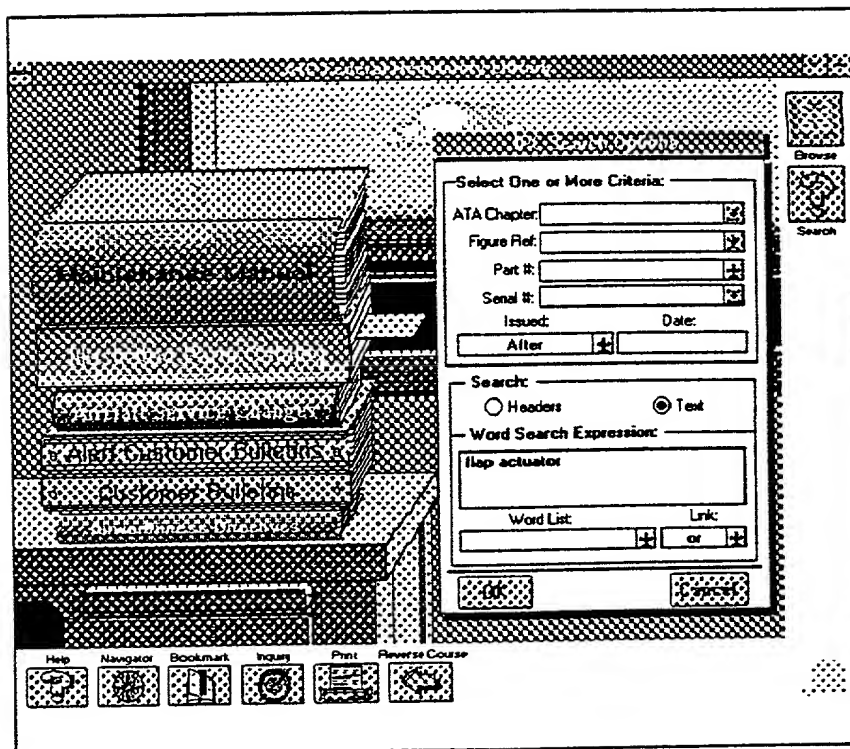 Browse
Search
Select One or More Criteria:
ATA Chapter:
Figure Ref:
Part #:
Serial #:
Issued: Date:
After
Search:
Headers Text
Word Search Expression:
flap actuator
Word List: Link:
or
OK Cancel
Maintenance Manual
Alert Customer Bulletins
Customer Bulletins
Help Navigator Bookmark Inquiry Print Reverse Course